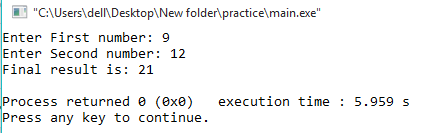 "C:\Users\dell\Desktop\New folder\practice\main.exe"
Enter First number: 9
Enter Second number: 12
Final result is: 21
Process returned 0 (0x0)   execution time : 5.959 s
Press any key to continue.